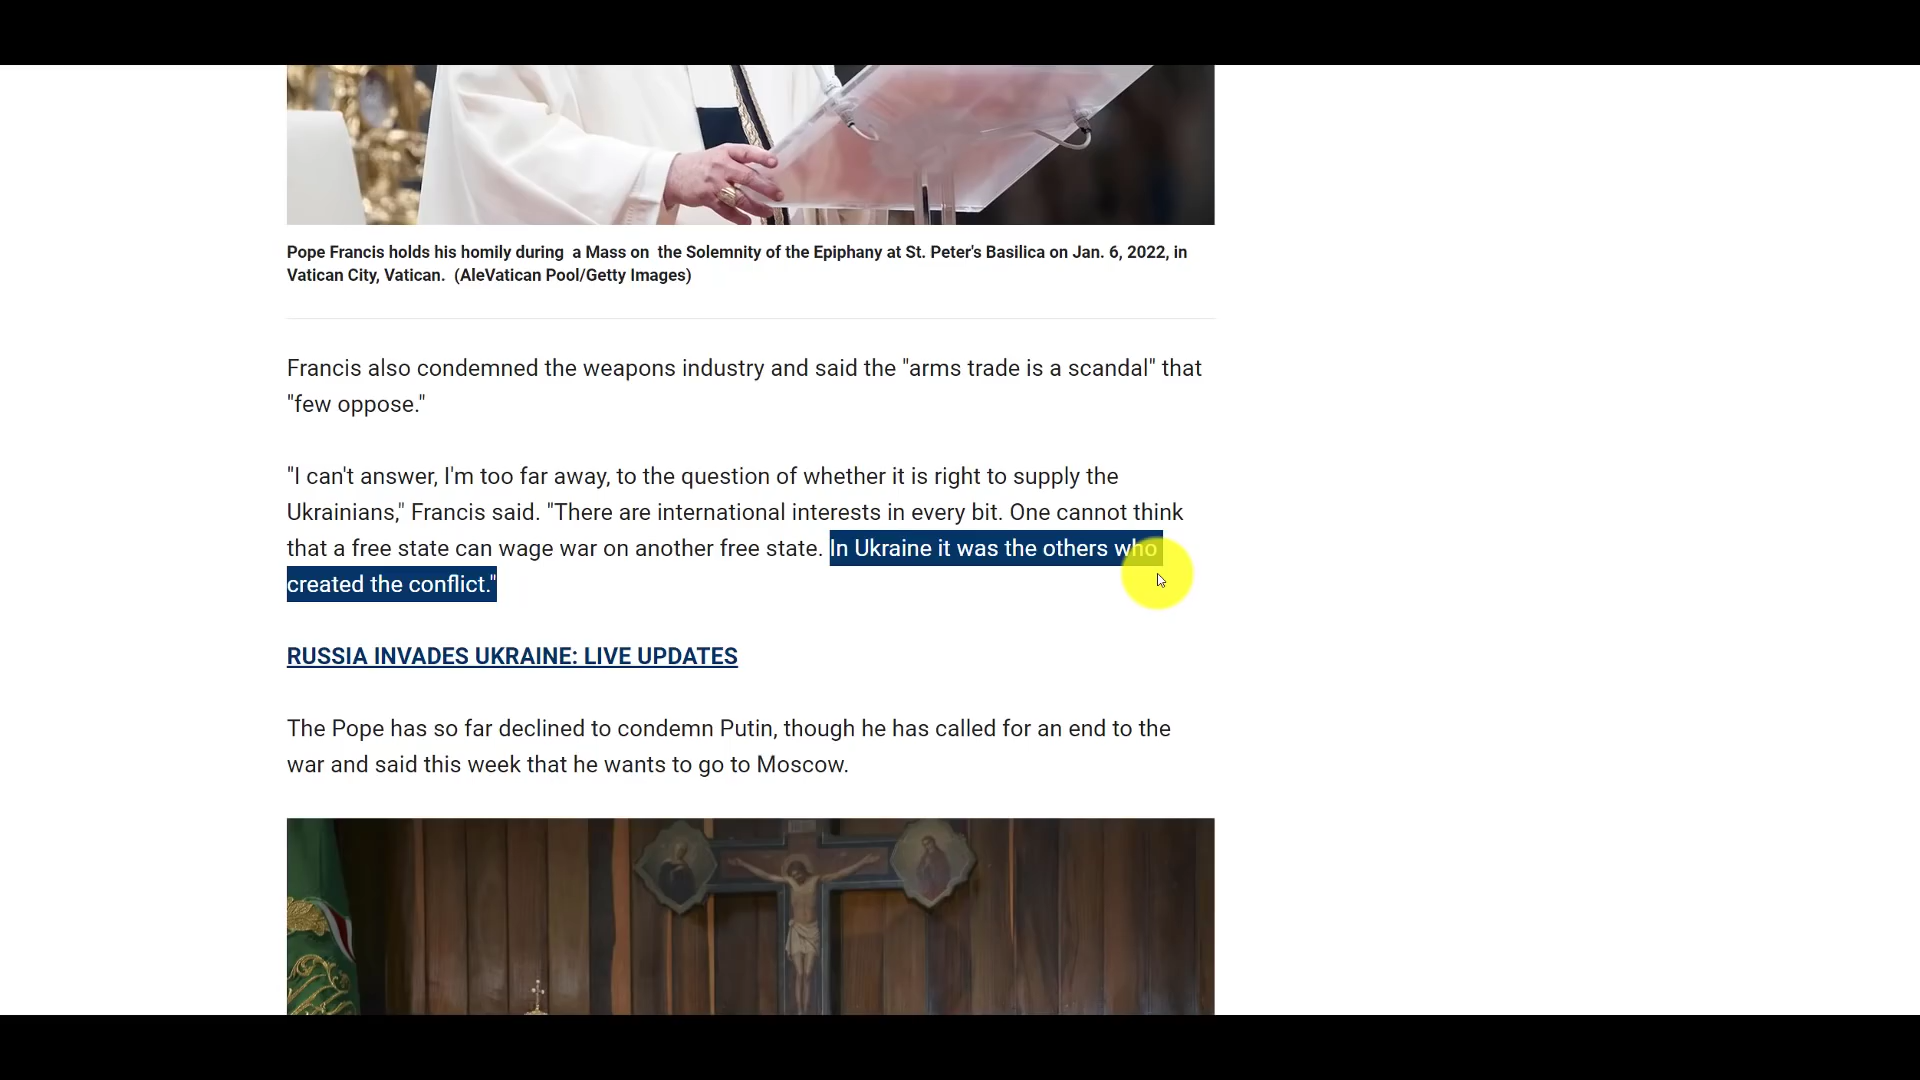 Pope Francis holds his homily during  a Mass on  the Solemnity of the Epiphany at St. Peter's Basilica on Jan. 6, 2022, in
Vatican City, Vatican.  (AleVatican Pool/Getty Images)
Francis also condemned the weapons industry and said the "arms trade is a scandal" that
"few oppose."
"I can't answer, I'm too far away, to the question of whether it is right to supply the
Ukrainians," Francis said. "There are international interests in every bit. One cannot think
that a free state can wage war on another free state. In Ukraine it was the others who
created the conflict."
RUSSIA INVADES UKRAINE: LIVE UPDATES
The Pope has so far declined to condemn Putin, though he has called for an end to the
war and said this week that he wants to go to Moscow.